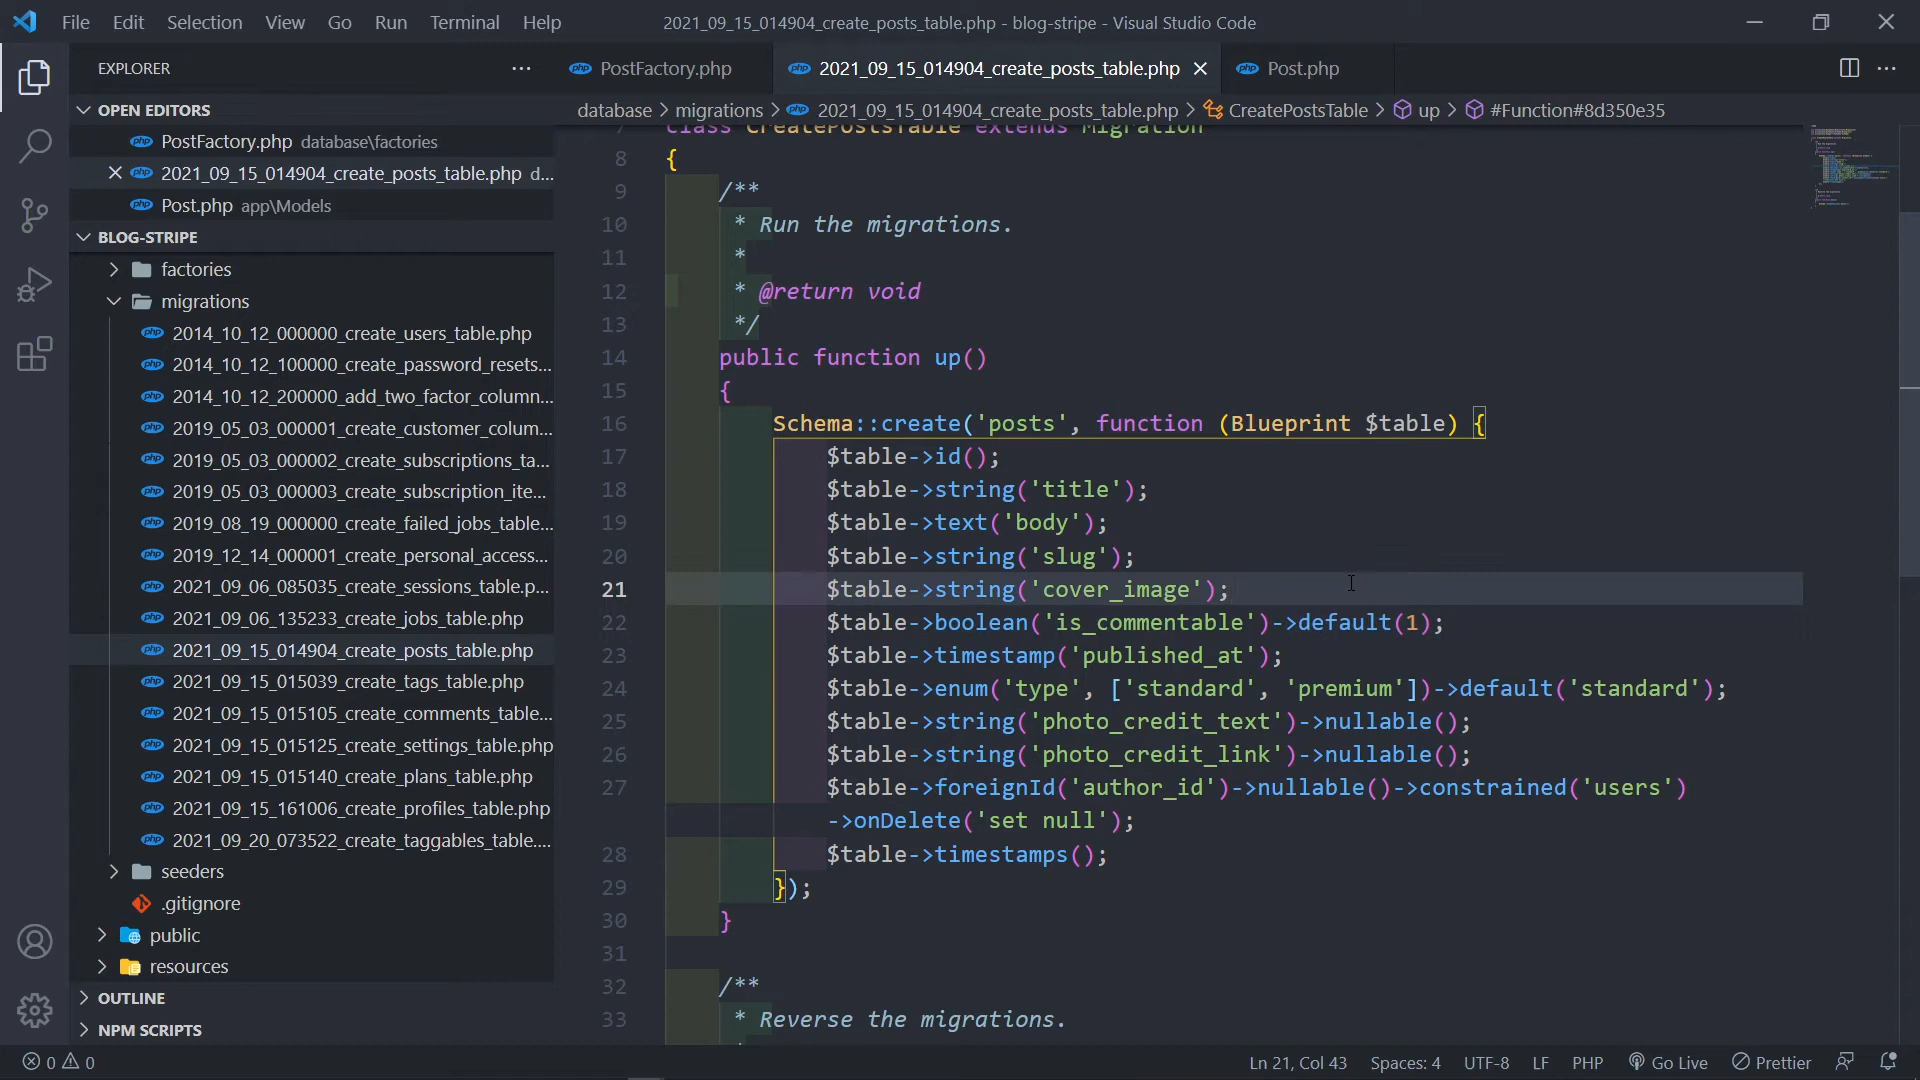 File Edit Selection View Go Run Terminal Help
2021_09_15_014904_create_posts_table.php - blog-stripe - Visual Studio Code
EXPLORER
OPEN EDITORS
PostFactory.php database\factories
2021_09_15_014904_create_posts_table.php d...
Post.php app\Models
BLOG-STRIPE
factories
migrations
2014_10_12_000000_create_users_table.php
2014_10_12_100000_create_password_resets...
2014_10_12_200000_add_two_factor_column...
2019_05_03_000001_create_customer_colum...
2019_05_03_000002_create_subscriptions_ta...
2019_05_03_000003_create_subscription_ite...
2019_08_19_000000_create_failed_jobs_table...
2019_12_14_000001_create_personal_access...
2021_09_06_085035_create_sessions_table.p...
2021_09_06_135233_create_jobs_table.php
2021_09_15_014904_create_posts_table.php
2021_09_15_015039_create_tags_table.php
2021_09_15_015105_create_comments_table...
2021_09_15_015125_create_settings_table.php
2021_09_15_015140_create_plans_table.php
2021_09_15_161006_create_profiles_table.php
2021_09_20_073522_create_taggables_table....
seeders
.gitignore
public
resources
OUTLINE
NPM SCRIPTS
PostFactory.php
2021_09_15_014904_create_posts_table.php
Post.php
database > migrations > 2021_09_15_014904_create_posts_table.php > CreatePostsTable > up > #Function#8d350e35
7 class CreatePostsTable extends Migration
8 {
9 /**
10 * Run the migrations.
11 *
12 * @return void
13 */
14 public function up()
15 {
16 Schema::create('posts', function (Blueprint $table) {
17 $table->id();
18 $table->string('title');
19 $table->text('body');
20 $table->string('slug');
21 $table->string('cover_image');
22 $table->boolean('is_commentable')->default(1);
23 $table->timestamp('published_at');
24 $table->enum('type', ['standard', 'premium'])->default('standard');
25 $table->string('photo_credit_text')->nullable();
26 $table->string('photo_credit_link')->nullable();
27 $table->foreignId('author_id')->nullable()->constrained('users')
->onDelete('set null');
28 $table->timestamps();
29 });
30 }
31
32 /**
33 * Reverse the migrations.
0 0
Ln 21, Col 43 Spaces: 4 UTF-8 LF PHP Go Live Prettier